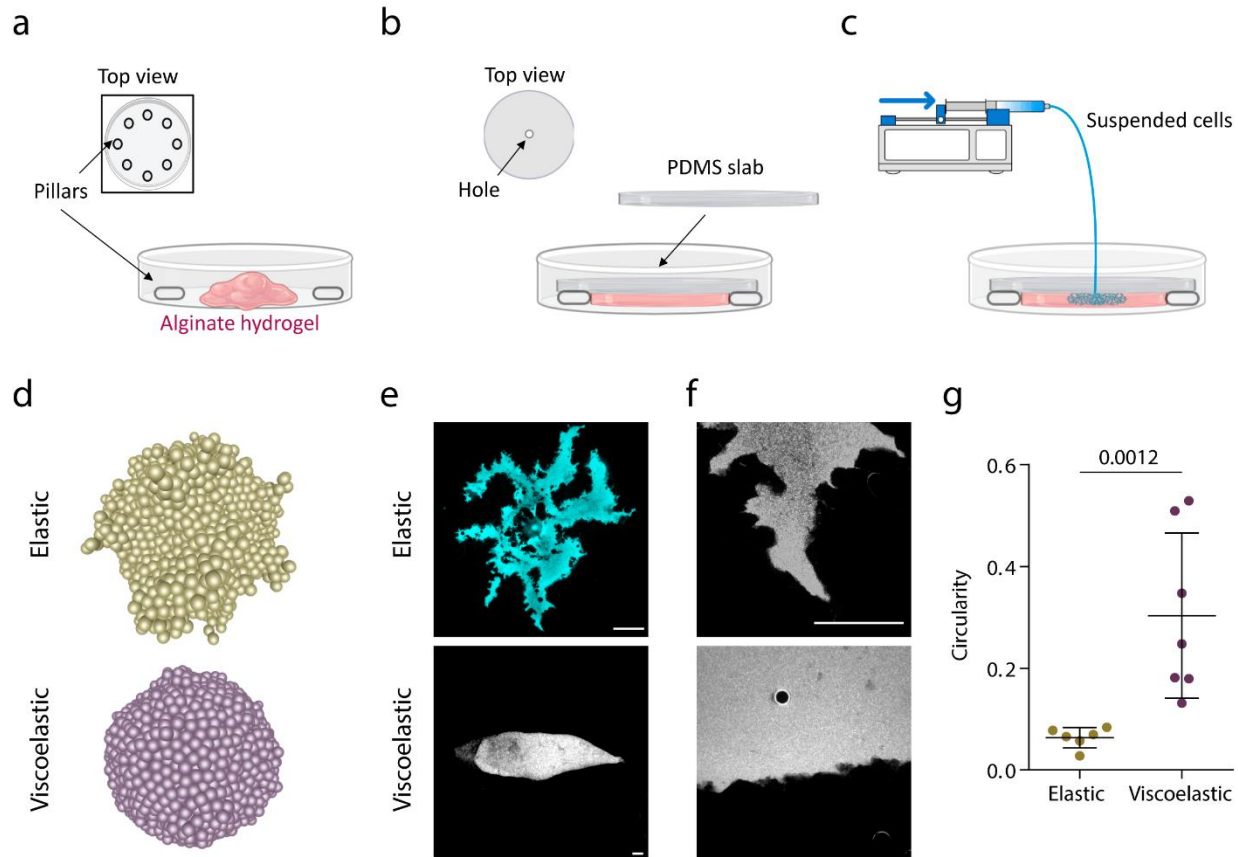 a
Top view
Pillars
Alginate hydrogel
b
Top view
Hole
PDMS slab
c
Suspended cells
d
Elastic
Viscoelastic
e
Elastic
Viscoelastic
f
g
0.0012
Circularity
0.6
0.4
0.2
0.0
Elastic
Viscoelastic